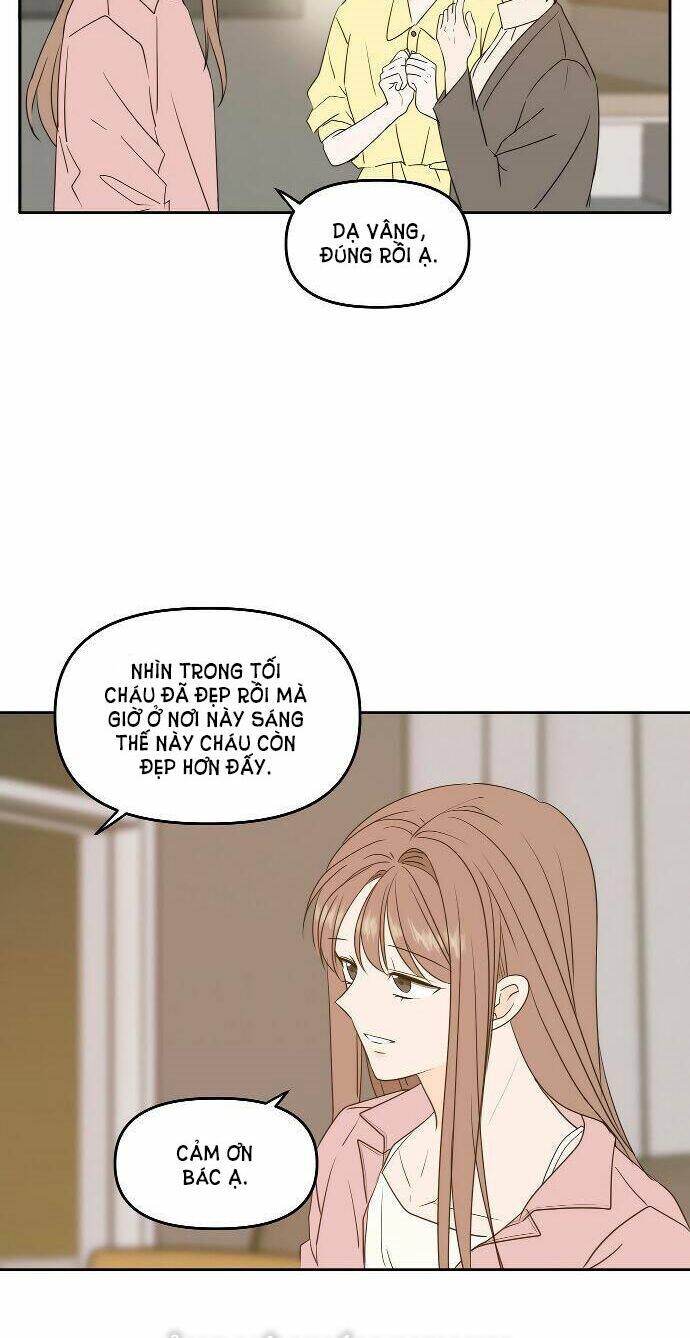 DẠ VÂNG,
ĐÚNG RỒI Ạ.
NHÌN TRONG TỐI
CHÁU ĐÃ ĐẸP RỒI MÀ
GIỜ Ở NƠI NÀY SÁNG
THẾ NÀY CHÁU CÒN
ĐẸP HƠN ĐẤY.
CẢM ƠN
BÁC Ạ.